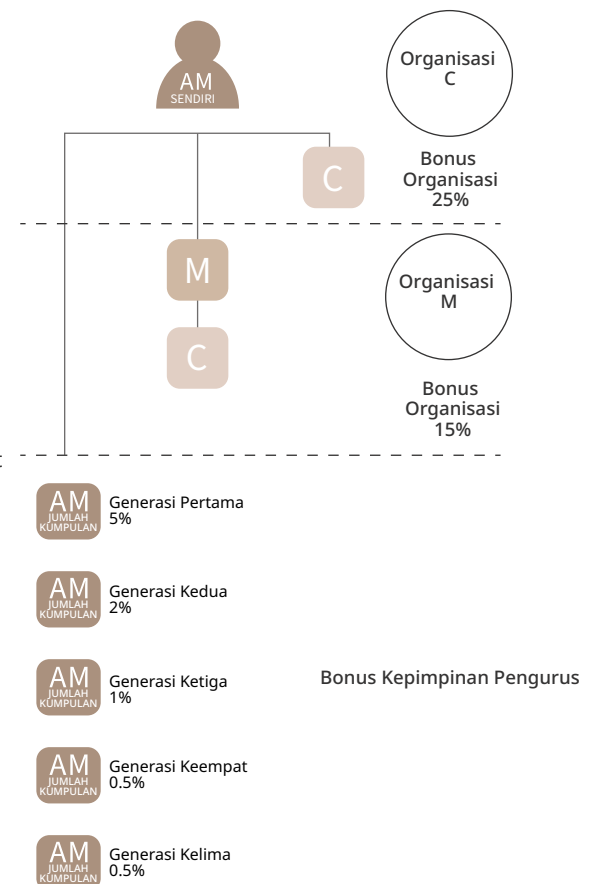 AM
SENDIRI
Organisasi
C
C
Bonus
Organisasi
25%
M
Organisasi
M
C
Bonus
Organisasi
15%
AM
JUMLAH
KUMPULAN
Generasi Pertama
5%
AM
JUMLAH
KUMPULAN
Generasi Kedua
2%
AM
JUMLAH
KUMPULAN
Generasi Ketiga
1%
Bonus Kepimpinan Pengurus
AM
JUMLAH
KUMPULAN
Generasi Keempat
0.5%
AM
JUMLAH
KUMPULAN
Generasi Kelima
0.5%